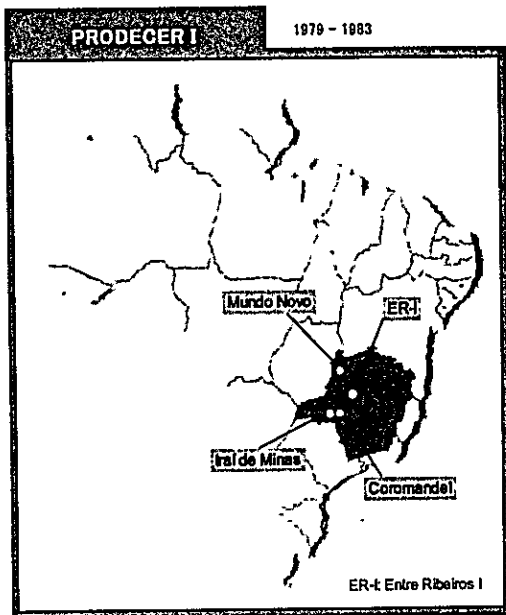 PRODECER I
1979 - 1983
Mundo Novo
ER-I
Iraí de Minas
Coromandel
ER-I: Entre Ribeiros I